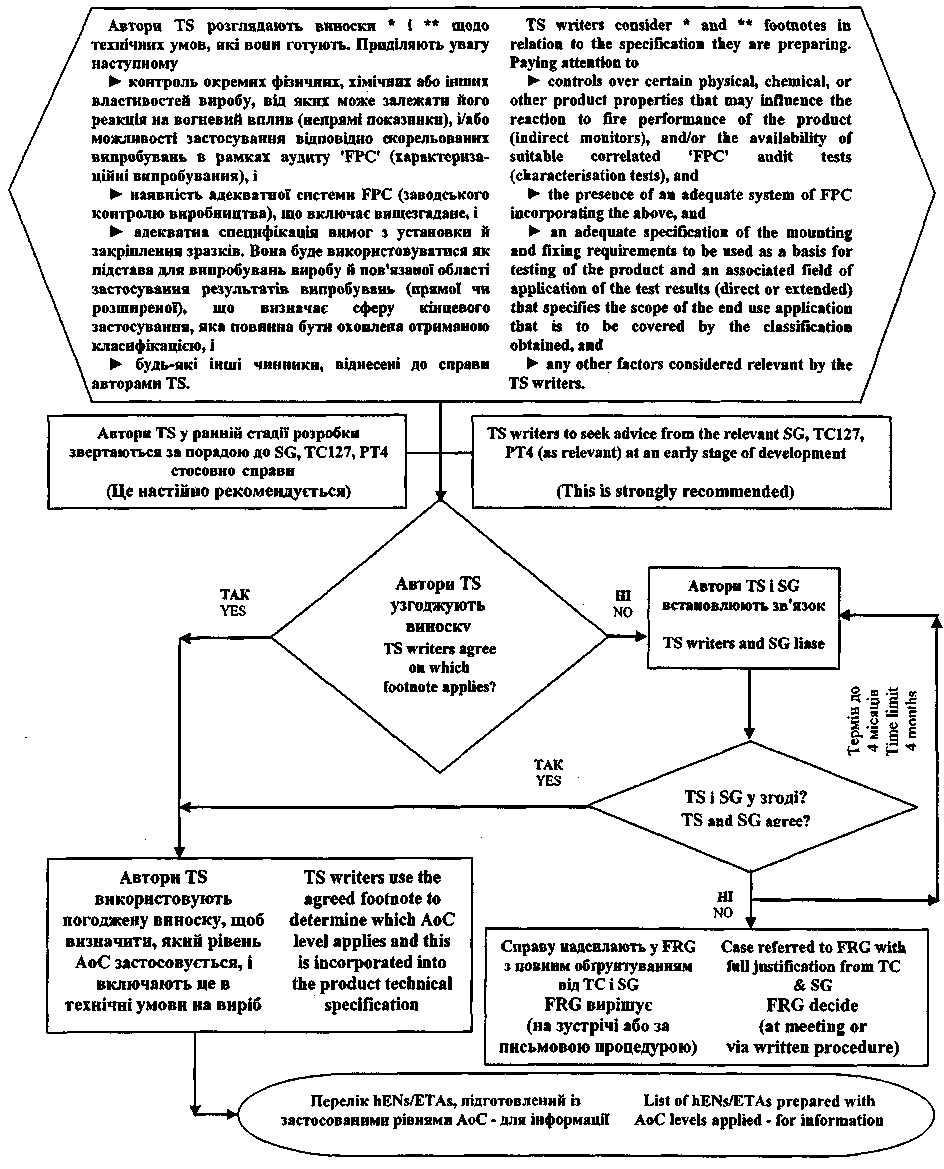 Автори TS розглядають виноски * і ** щодо
технічних умов, які вони готують. Приділяють увагу
наступному
► контроль окремих фізичних, хімічних або інших
властивостей виробу, від яких може залежати його
реакція на вогневий вплив (непрямі показники), і/або
можливості застосування відповідно скорельованих
випробувань в рамках аудиту 'FPC' (характериза-
ційні випробування), і
► наявність адекватної системи FPC (заводського
контролю виробництва), що включає вищезгадане, і
► адекватна специфікація вимог з установки й
закріплення зразків. Вона буде використовуватися як
підстава для випробувань виробу й пов'язаної області
застосування результатів випробувань (прямої чи
розширеної), що визначає сферу кінцевого
застосування, яка повинна бути охоплена отриманою
класифікацією, і
► будь-які інші чинники, віднесені до справи
авторами TS.
TS writers consider * and ** footnotes in
relation to the specification they are preparing.
Paying attention to
► controls over certain physical, chemical, or
other product properties that may influence the
reaction to fire performance of the product
(indirect monitors), and/or the availability of
suitable correlated 'FPC' audit tests
(characterisation tests), and
► the presence of an adequate system of FPC
incorporating the above, and
► an adequate specification of the mounting
and fixing requirements to be used as a basis for
testing of the product and an associated field of
application of the test results (direct or extended)
that specifies the scope of the end use application
that is to be covered by the classification
obtained, and
► any other factors considered relevant by the
TS writers.
Автори TS у ранній стадії розробки
звертаються за порадою до SG, TC127, PT4
стосовно справи
(Це настійно рекомендується)
TS writers to seek advice from the relevant SG, TC127,
PT4 (as relevant) at an early stage of development
(This is strongly recommended)
Автори TS
узгоджують
виноску
TS writers agree
on which
footnote applies?
ТАК
YES
НІ
NO
Автори TS і SG
встановлюють зв'язок
TS writers and SG liase
Термін до
4 місяців
Time limit
4 months
ТАК
YES
TS і SG у згоді?
TS and SG agree?
НІ
NO
Автори TS
використовують
погоджену виноску, щоб
визначити, який рівень
AoC застосовується, і
включають це в
технічні умови на виріб
TS writers use the
agreed footnote to
determine which AoC
level applies and this
is incorporated into
the product technical
specification
Справу надсилають у FRG
з повним обґрунтуванням
від TC і SG
FRG вирішує
(на зустрічі або за
письмовою процедурою)
Case referred to FRG with
full justification from TC
& SG
FRG decide
(at meeting or
via written procedure)
Перелік hENs/ETAs, підготовлений із
застосованими рівнями AoC - для інформації
List of hENs/ETAs prepared with
AoC levels applied - for information